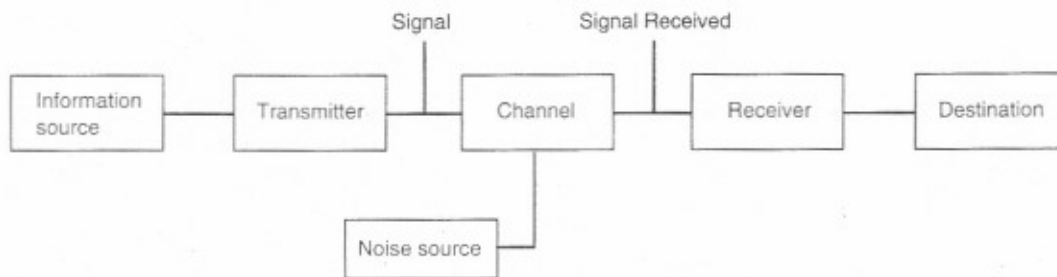 Signal
Signal Received
Information
source
Transmitter
Channel
Receiver
Destination
Noise source